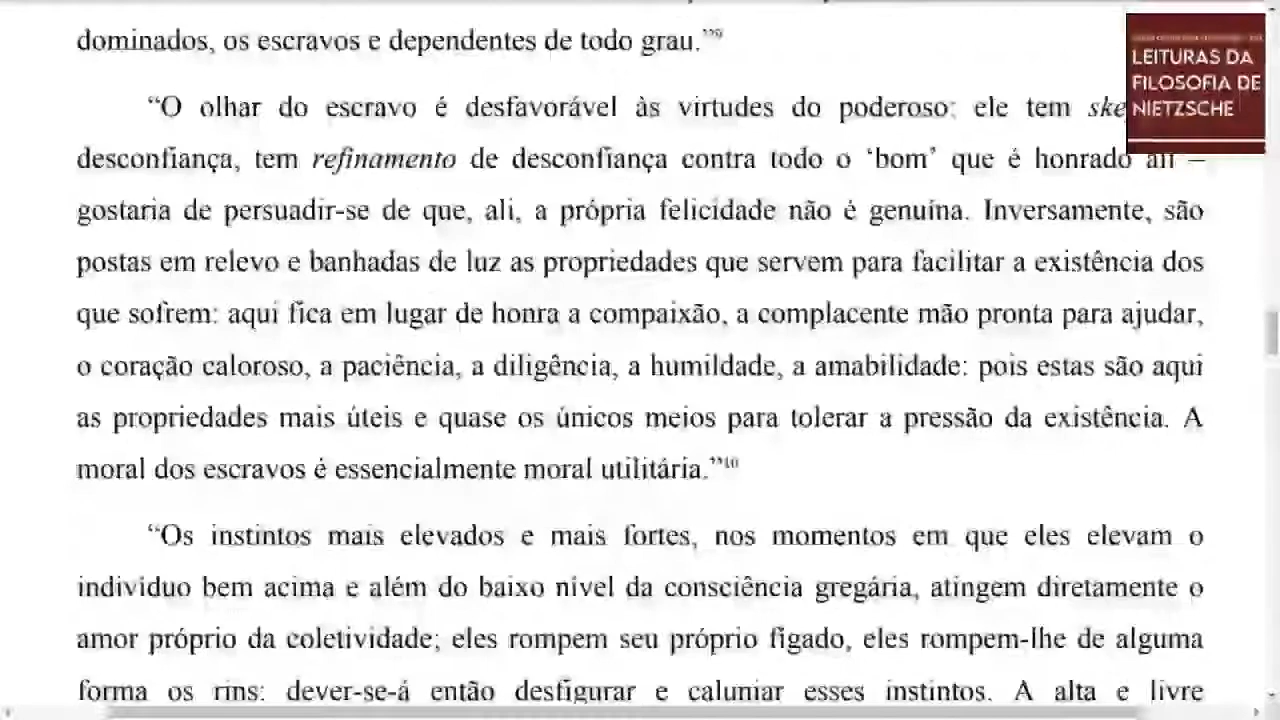 dominados, os escravos e dependentes de todo grau.”⁹
“O olhar do escravo é desfavorável às virtudes do poderoso: ele tem ske
desconfiança, tem refinamento de desconfiança contra todo o ‘bom’ que é honrado ali –
gostaria de persuadir-se de que, ali, a própria felicidade não é genuína. Inversamente, são
postas em relevo e banhadas de luz as propriedades que servem para facilitar a existência dos
que sofrem: aqui fica em lugar de honra a compaixão, a complacente mão pronta para ajudar,
o coração caloroso, a paciência, a diligência, a humildade, a amabilidade: pois estas são aqui
as propriedades mais úteis e quase os únicos meios para tolerar a pressão da existência. A
moral dos escravos é essencialmente moral utilitária.”¹⁰
“Os instintos mais elevados e mais fortes, nos momentos em que eles elevam o
indivíduo bem acima e além do baixo nível da consciência gregária, atingem diretamente o
amor próprio da coletividade; eles rompem seu próprio fígado, eles rompem-lhe de alguma
forma os rins: dever-se-á então desfigurar e caluniar esses instintos. A alta e livre
LEITURAS DA
FILOSOFIA DE
NIETZSCHE